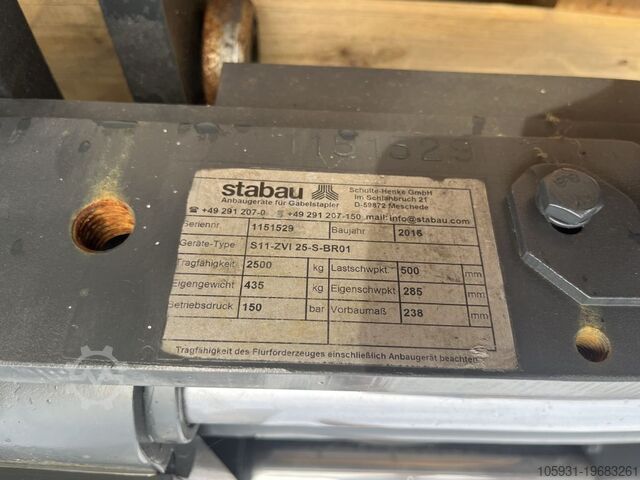 1151529
stabau
Anbaugeräte für Gabelstapler
Schulte-Henke GmbH
Im Schlahbruch 21
D-59872 Meschede
+49 291 207-0 +49 291 207-150 mail: info@stabau.com
Seriennr 1151529 Baujahr 2016
Geräte-Type S11-ZVI 25-S-BR01
Tragfähigkeit 2500 kg Lastschwpkt 500 mm
Eigengewicht 435 kg Eigenschwpkt 285 mm
Betriebsdruck 150 bar Vorbaumaß 238 mm
Tragfähigkeit des Flurförderzeuges einschließlich Anbaugerät beachten
105931-19683261